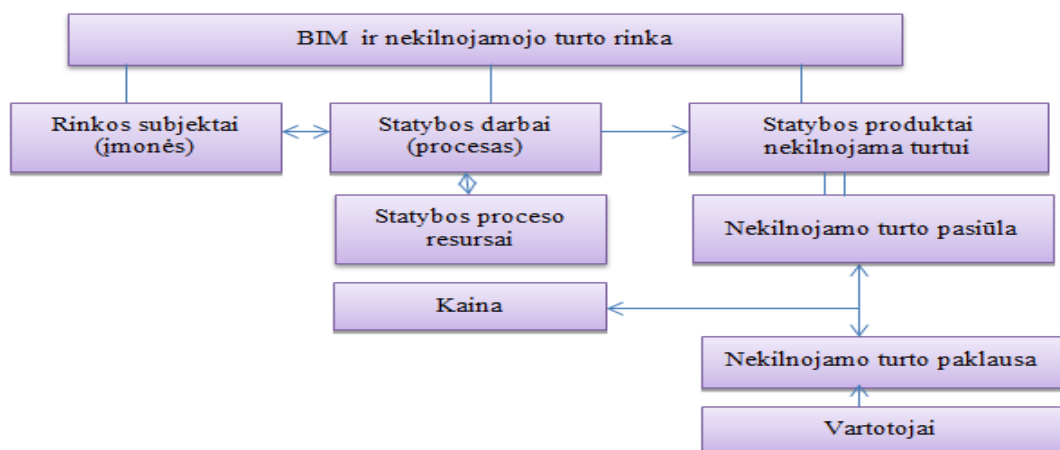 BIM ir nekilnojamojo turto rinka
Rinkos subjektai
(įmonės)
Statybos darbai
(procesas)
Statybos produktai
nekilnojama turtui
Statybos proceso
resursai
Nekilnojamo turto pasiūla
Kaina
Nekilnojamo turto paklausa
Vartotojai